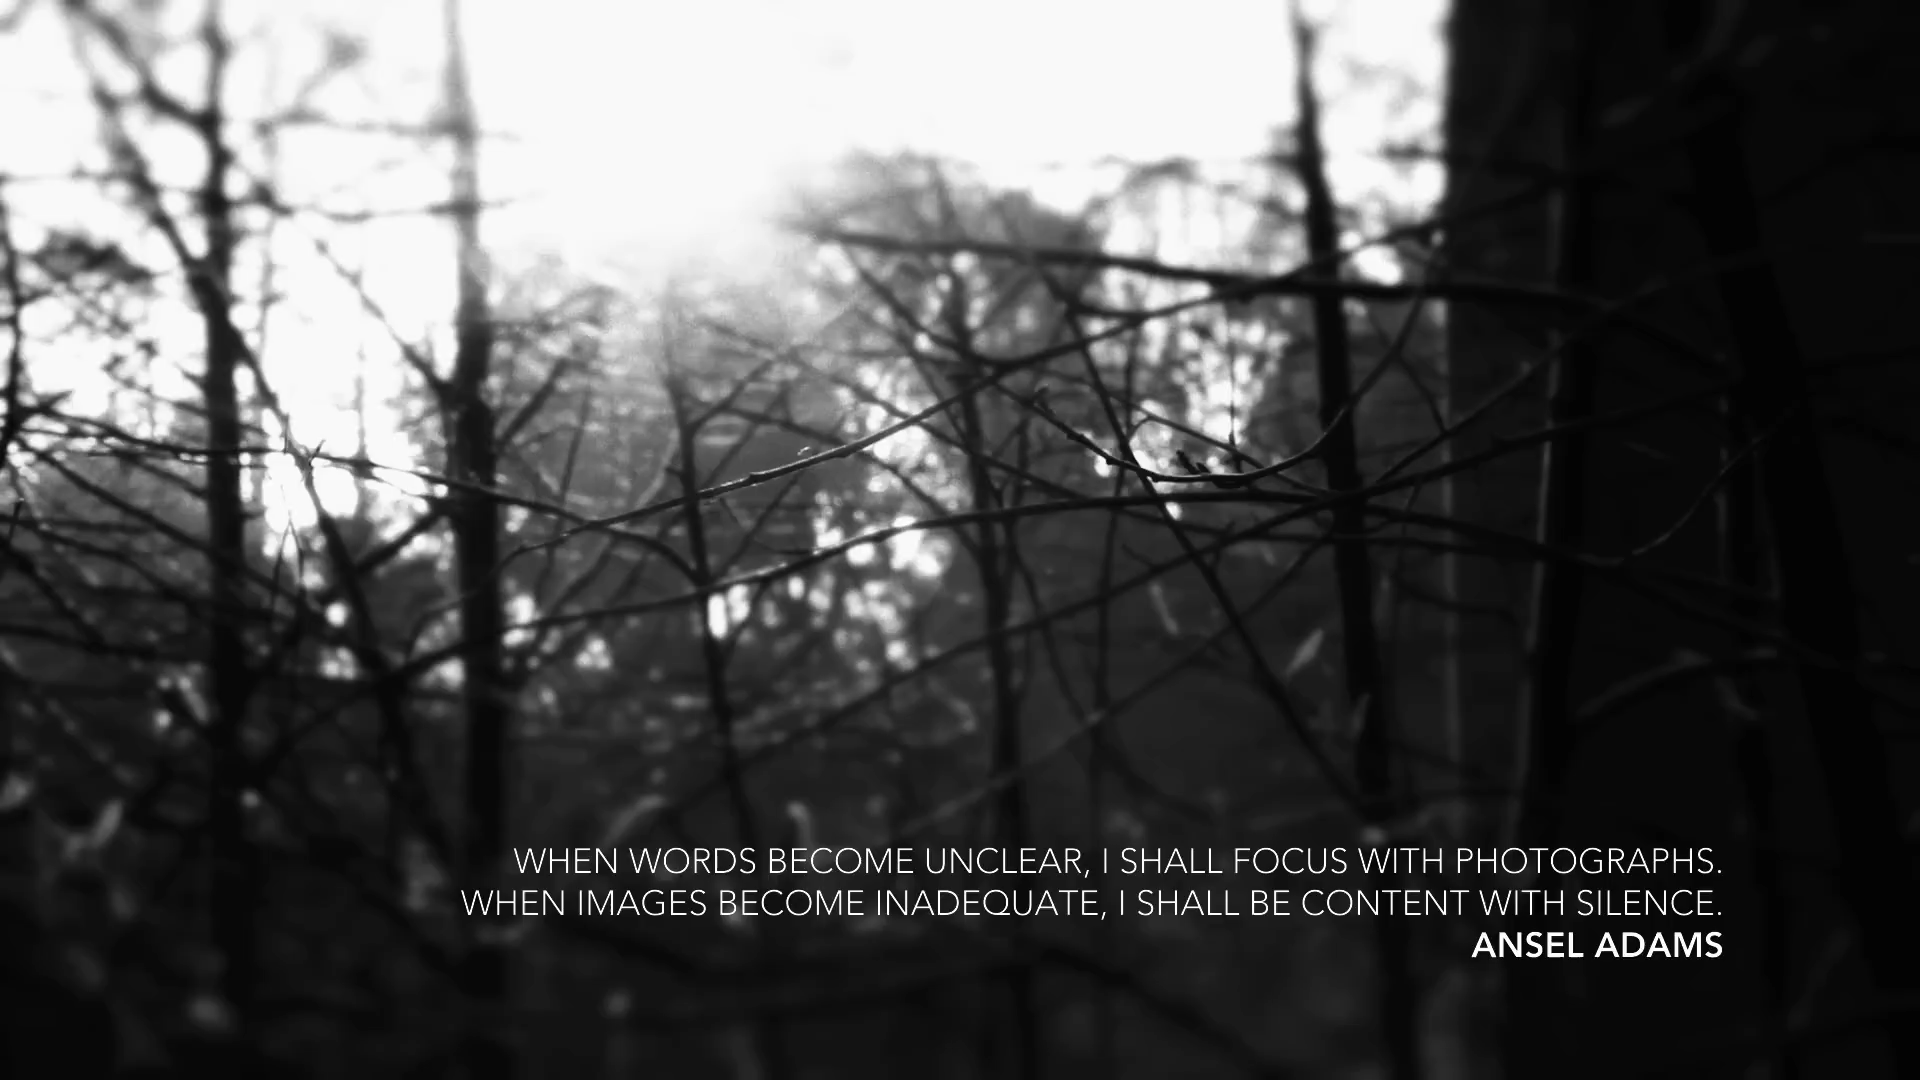 WHEN WORDS BECOME UNCLEAR, I SHALL FOCUS WITH PHOTOGRAPHS.
WHEN IMAGES BECOME INADEQUATE, I SHALL BE CONTENT WITH SILENCE.
ANSEL ADAMS